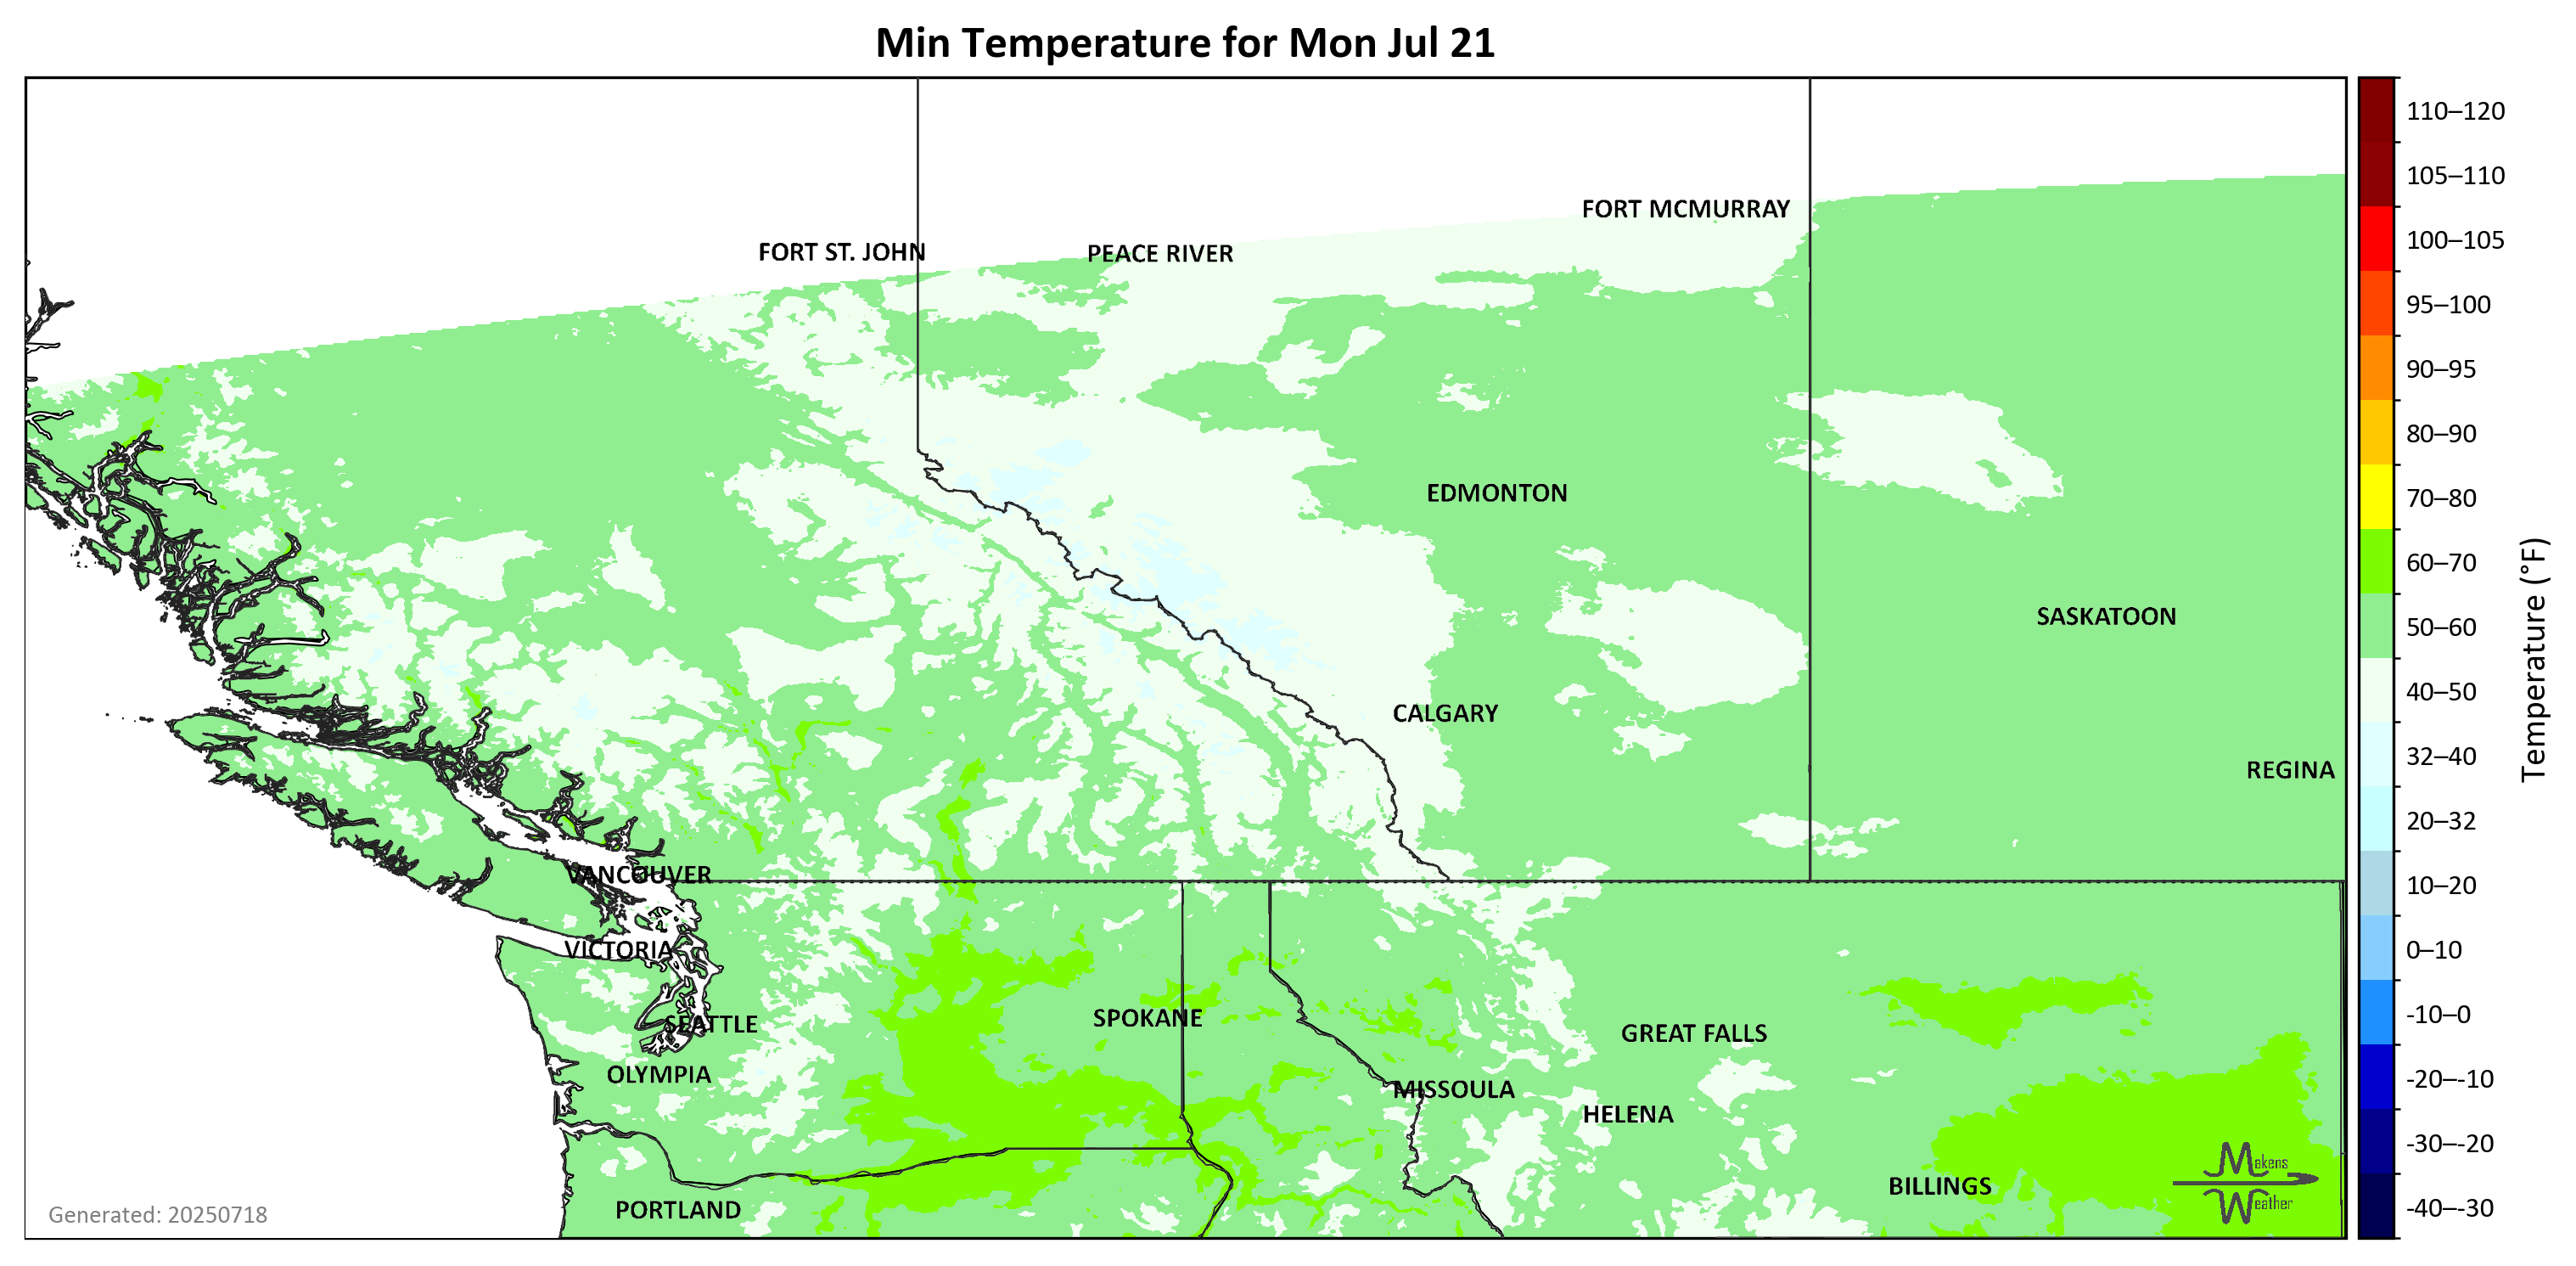 Min Temperature for Mon Jul 21
FORT MCMURRAY
FORT ST. JOHN
PEACE RIVER
EDMONTON
SASKATOON
CALGARY
REGINA
VANCOUVER
VICTORIA
SEATTLE
SPOKANE
GREAT FALLS
OLYMPIA
MISSOULA
HELENA
BILLINGS
PORTLAND
Makens
Weather
Generated: 20250718
110–120
105–110
100–105
95–100
90–95
80–90
70–80
60–70
50–60
40–50
32–40
20–32
10–20
0–10
-10–0
-20–-10
-30–-20
-40–-30
Temperature (°F)